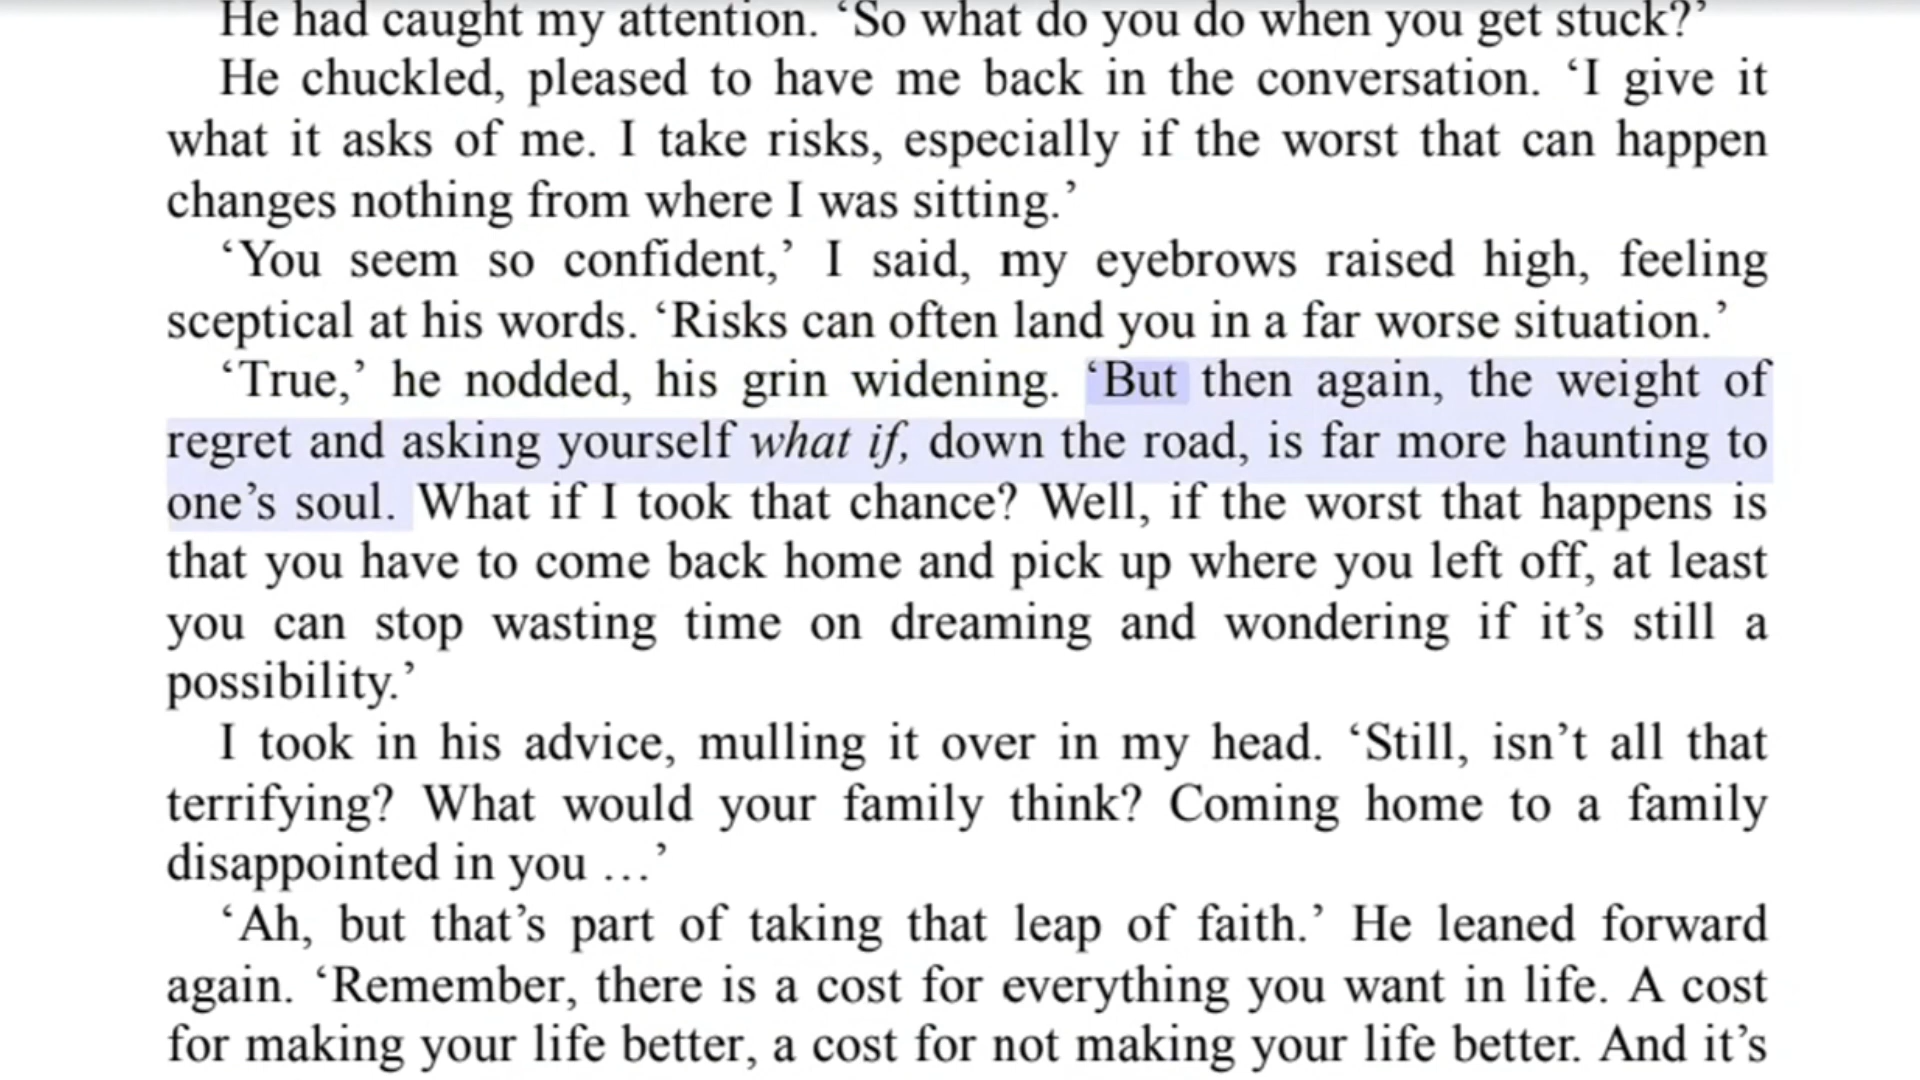 He had caught my attention. ‘So what do you do when you get stuck?’
He chuckled, pleased to have me back in the conversation. ‘I give it
what it asks of me. I take risks, especially if the worst that can happen
changes nothing from where I was sitting.’
‘You seem so confident,’ I said, my eyebrows raised high, feeling
sceptical at his words. ‘Risks can often land you in a far worse situation.’
‘True,’ he nodded, his grin widening. ‘But then again, the weight of
regret and asking yourself what if, down the road, is far more haunting to
one’s soul. What if I took that chance? Well, if the worst that happens is
that you have to come back home and pick up where you left off, at least
you can stop wasting time on dreaming and wondering if it’s still a
possibility.’
I took in his advice, mulling it over in my head. ‘Still, isn’t all that
terrifying? What would your family think? Coming home to a family
disappointed in you …’
‘Ah, but that’s part of taking that leap of faith.’ He leaned forward
again. ‘Remember, there is a cost for everything you want in life. A cost
for making your life better, a cost for not making your life better. And it’s